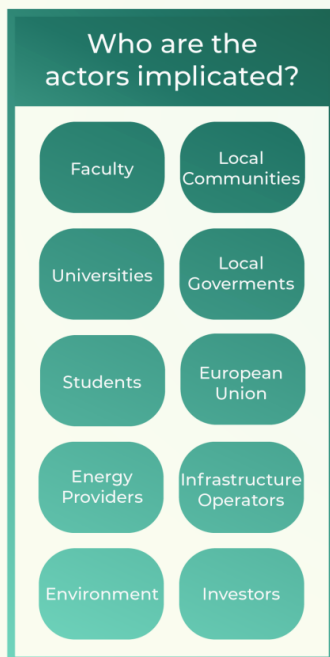 Who are the
actors implicated?
Faculty
Local
Communities
Universities
Local
Goverments
Students
European
Union
Energy
Providers
Infrastructure
Operators
Environment
Investors